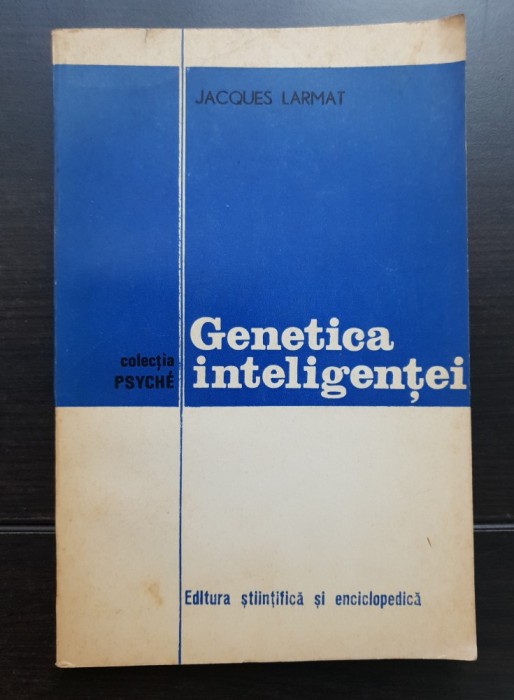 JACQUES LARMAT
Genetica
inteligenței
colecția
PSYCHÉ
Editura științifică și enciclopedică